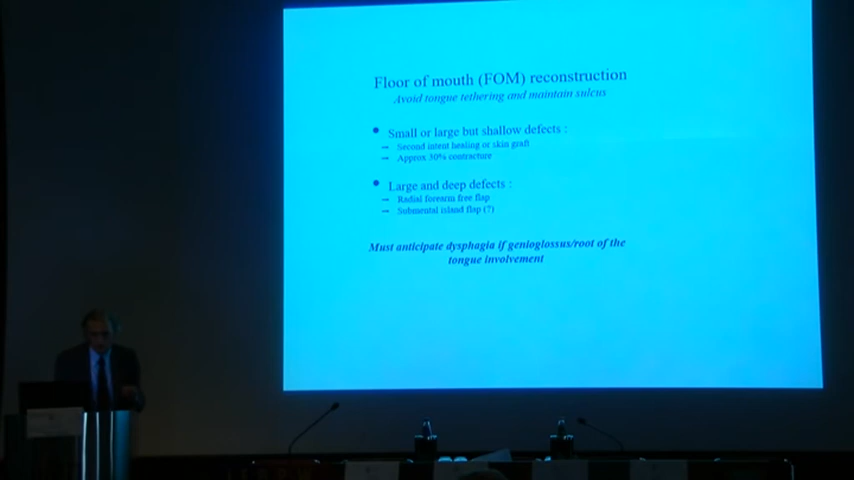 Floor of mouth (FOM) reconstruction
Avoid tongue tethering and maintain sulcus
• Small or large but shallow defects :
– Second intent healing or skin graft
– Approx 30% contracture
• Large and deep defects :
– Radial forearm free flap
– Submental island flap (?)
Must anticipate dysphagia if genioglossus/root of the
tongue involvement